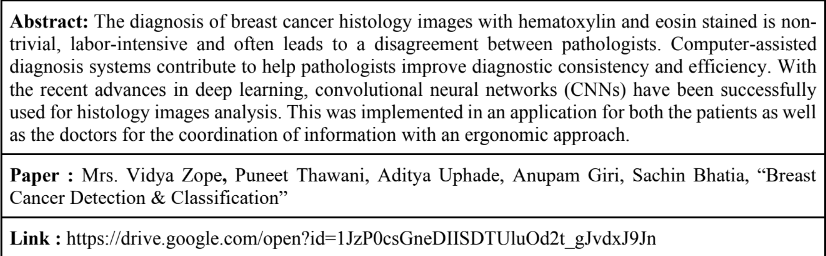 Abstract: The diagnosis of breast cancer histology images with hematoxylin and eosin stained is non-
trivial, labor-intensive and often leads to a disagreement between pathologists. Computer-assisted
diagnosis systems contribute to help pathologists improve diagnostic consistency and efficiency. With
the recent advances in deep learning, convolutional neural networks (CNNs) have been successfully
used for histology images analysis. This was implemented in an application for both the patients as well
as the doctors for the coordination of information with an ergonomic approach.
Paper : Mrs. Vidya Zope, Puneet Thawani, Aditya Uphade, Anupam Giri, Sachin Bhatia, “Breast
Cancer Detection & Classification”
Link : https://drive.google.com/open?id=1JzP0csGneDIISDTUluOd2t_gJvdxJ9Jn